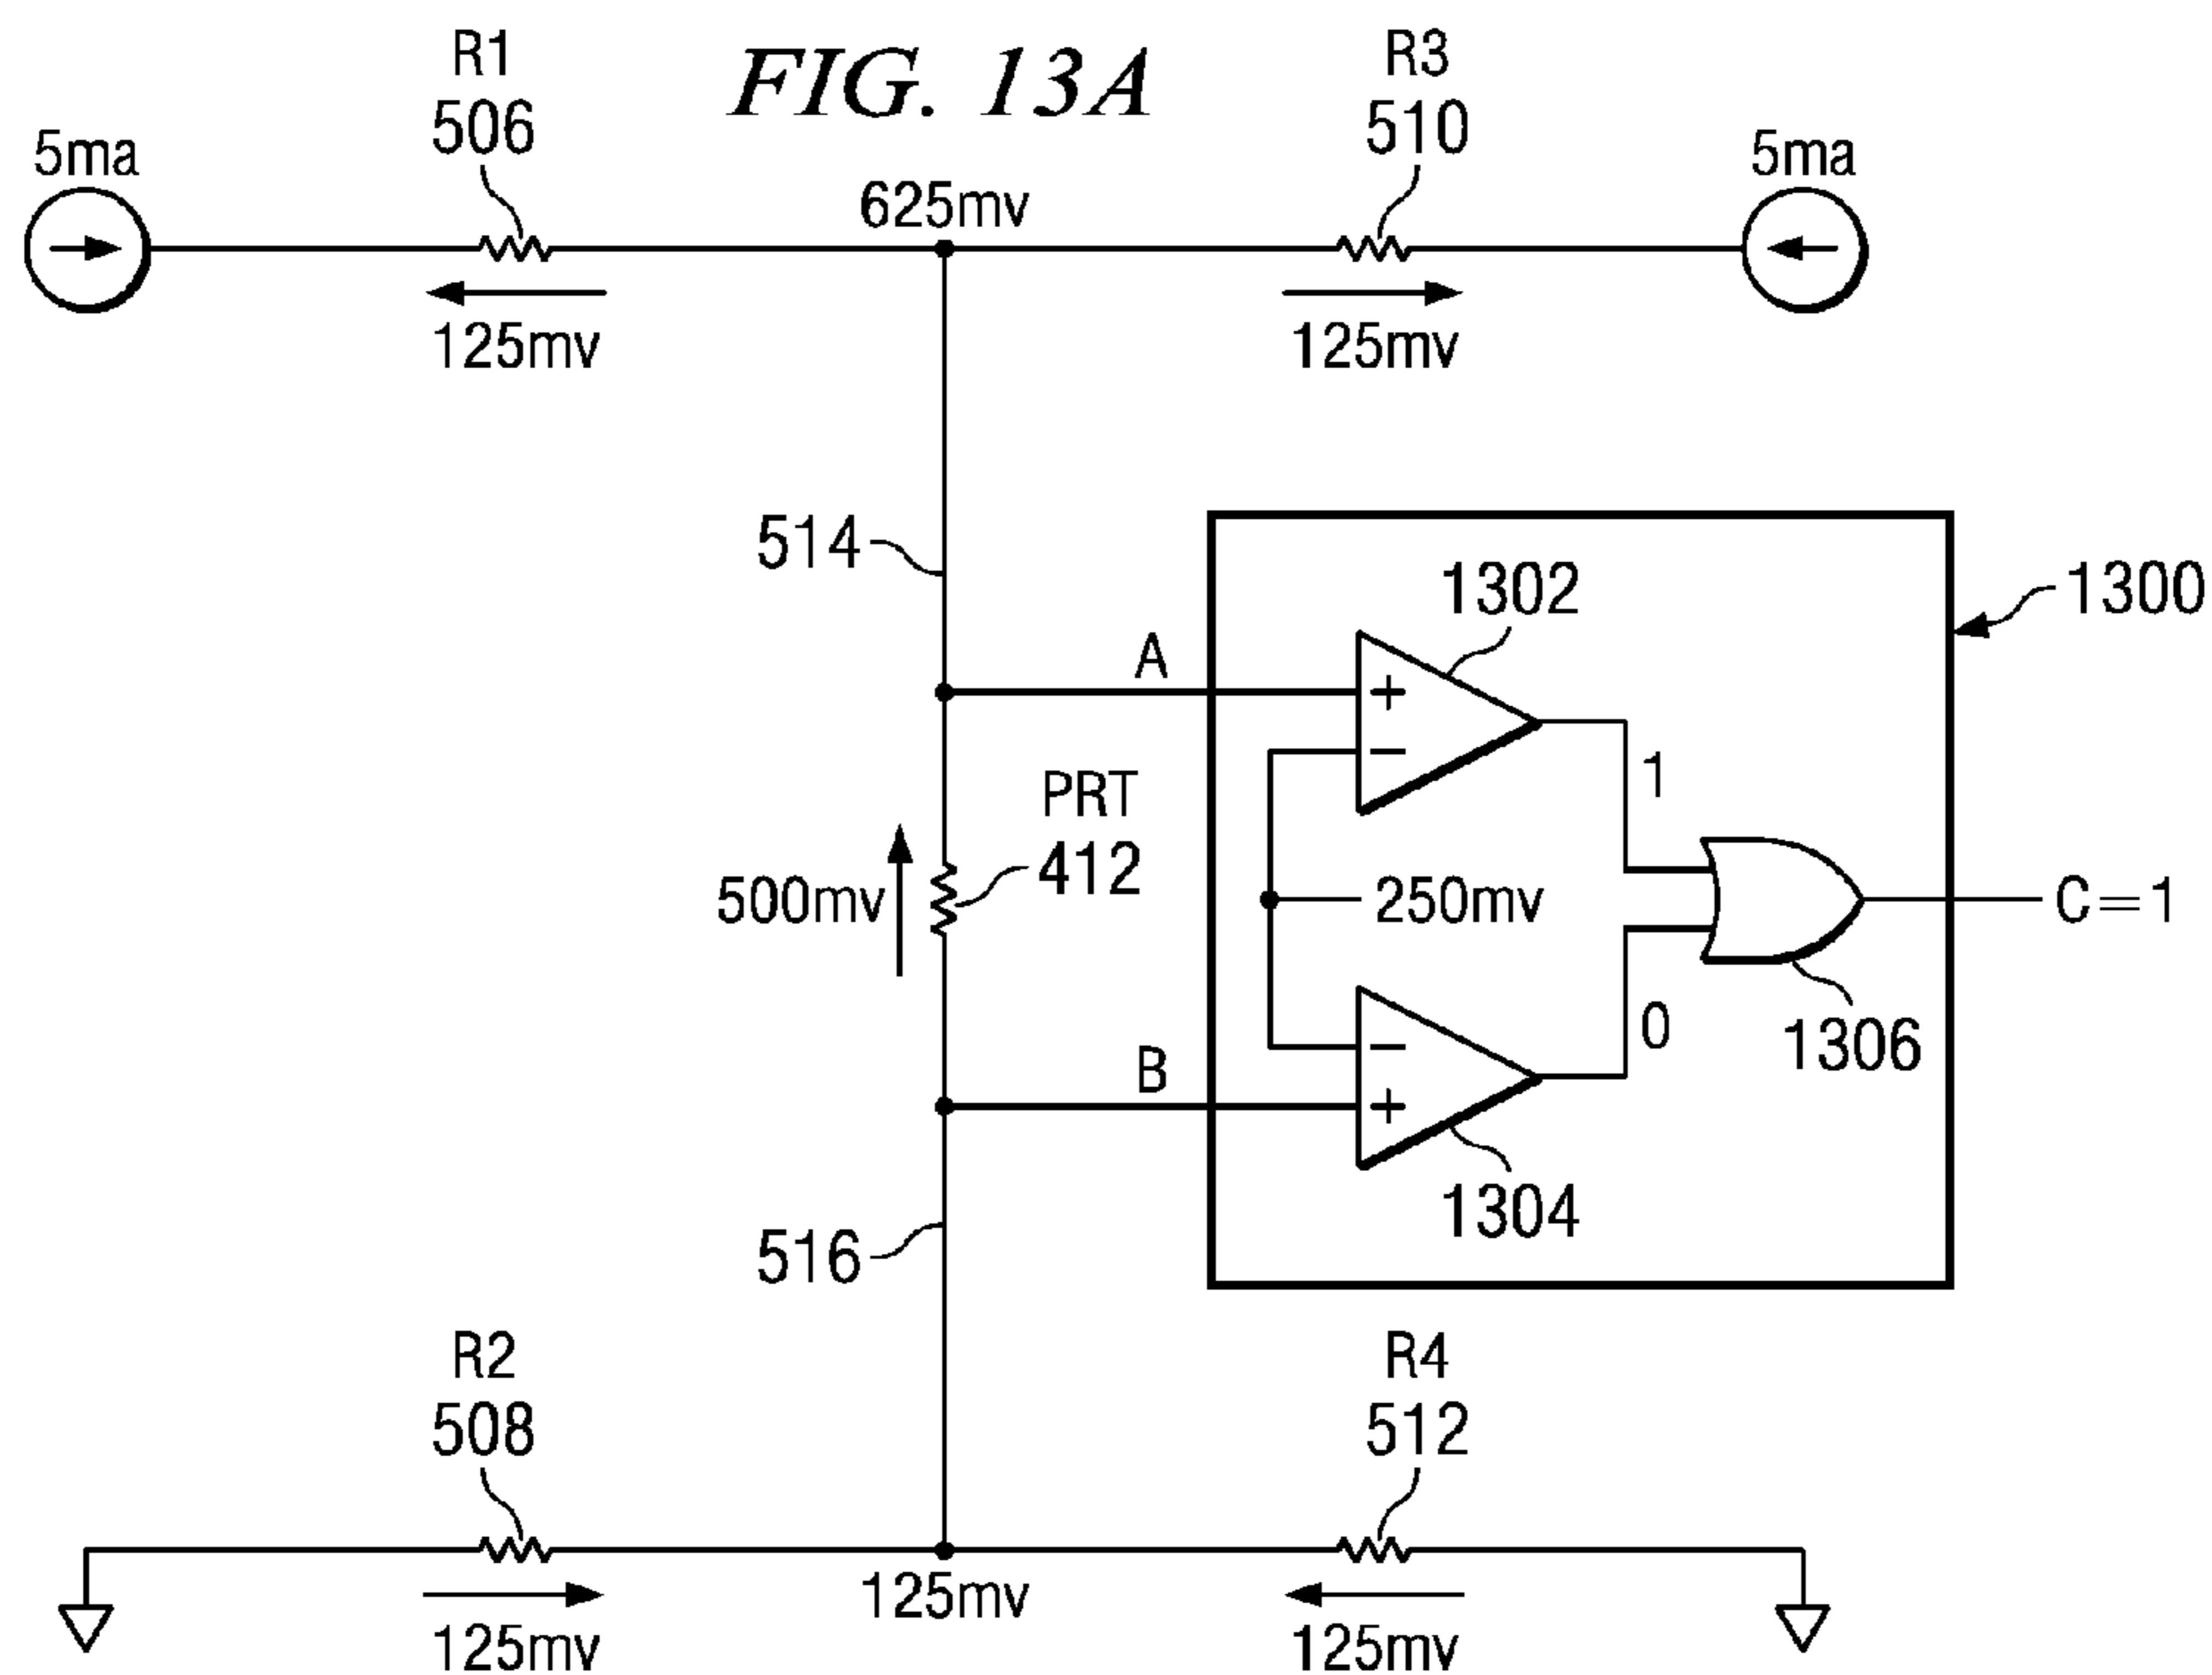 FIG. 13A
R1
506
R3
510
5ma
5ma
625mv
125mv
125mv
514
1302
1300
A
+
−
1
PRT
412
500mv
250mv
C=1
−
0
1306
B
+
1304
516
R2
508
R4
512
125mv
125mv
125mv